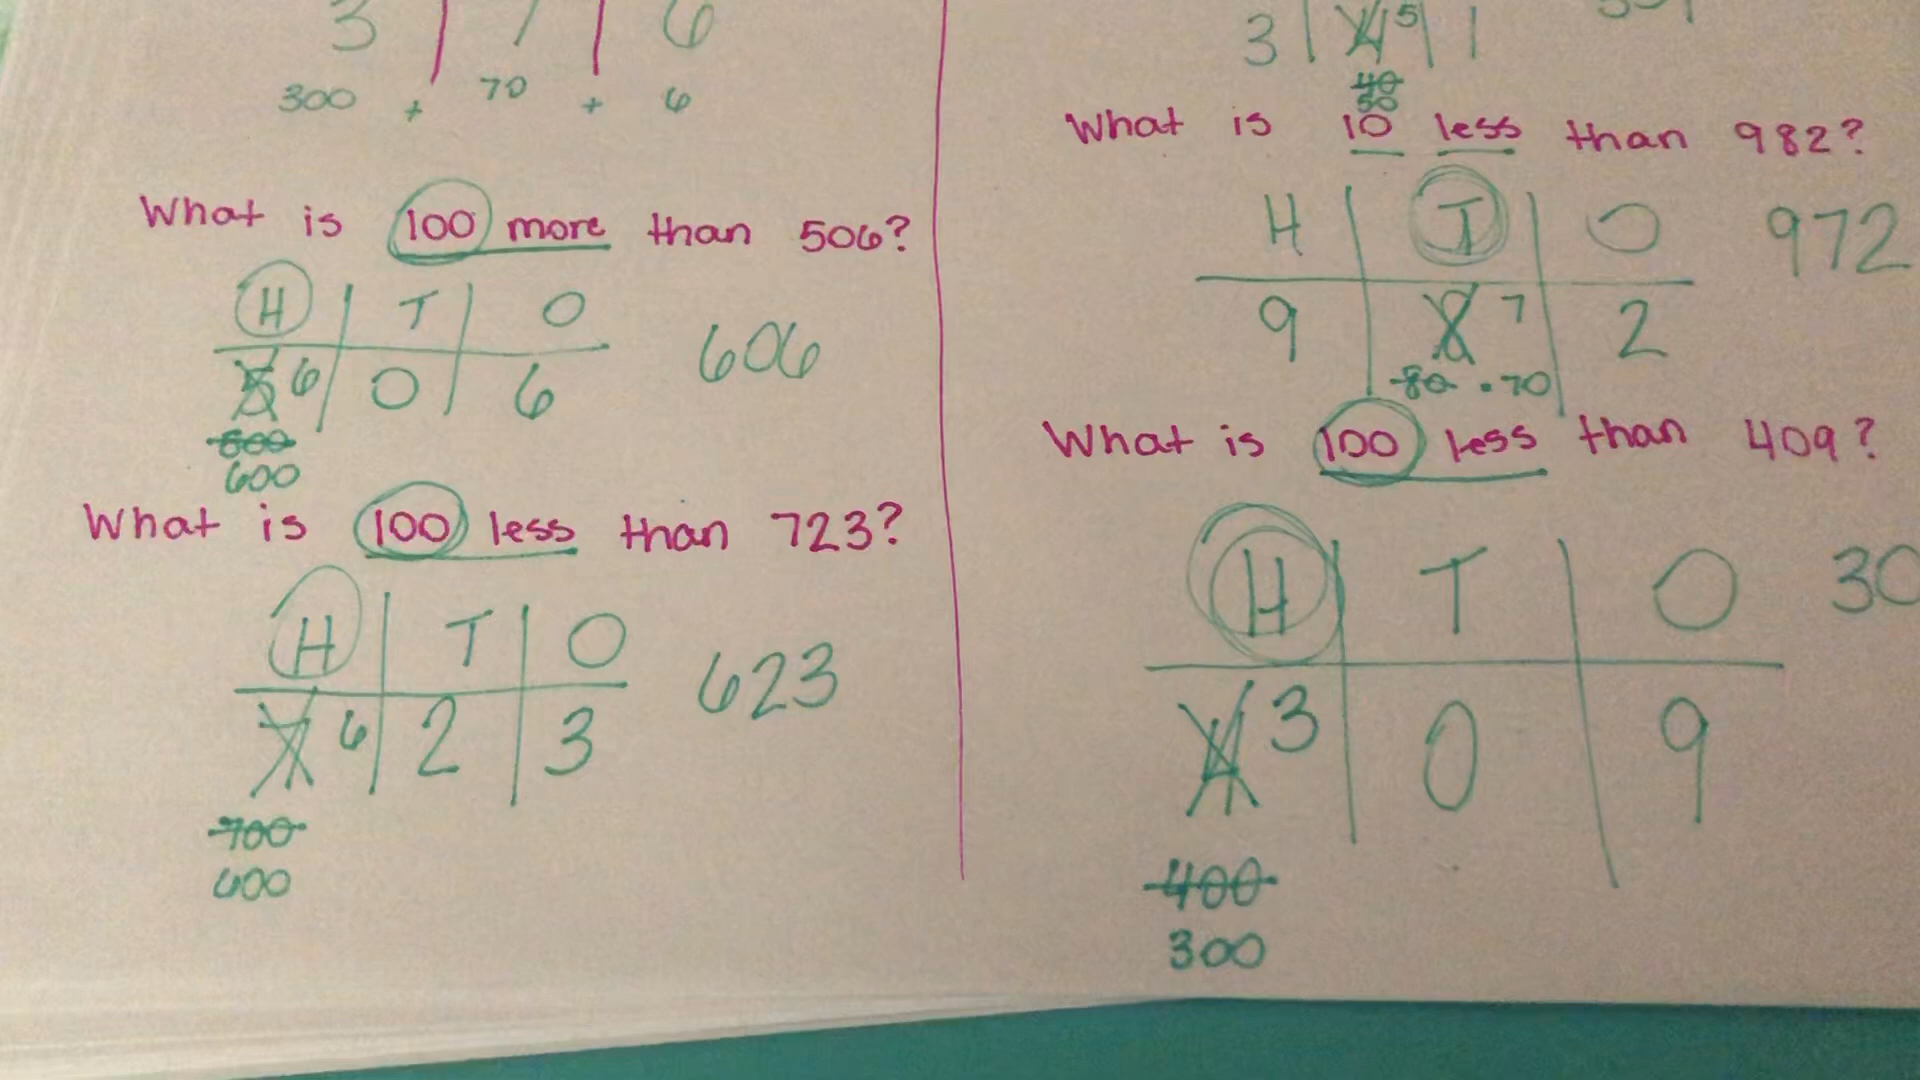 3 7 6
300 + 70 + 6
What is 100 more than 506?
H T O
5 6 0 6
606
500
600
What is 100 less than 723?
H T O
7 6 2 3
623
700
600
3 4 5 1
40
50
What is 10 less than 982?
H T O
972
9 8 7 2
80 . 70
What is 100 less than 409?
H T O
30
4 3 0 9
400
300